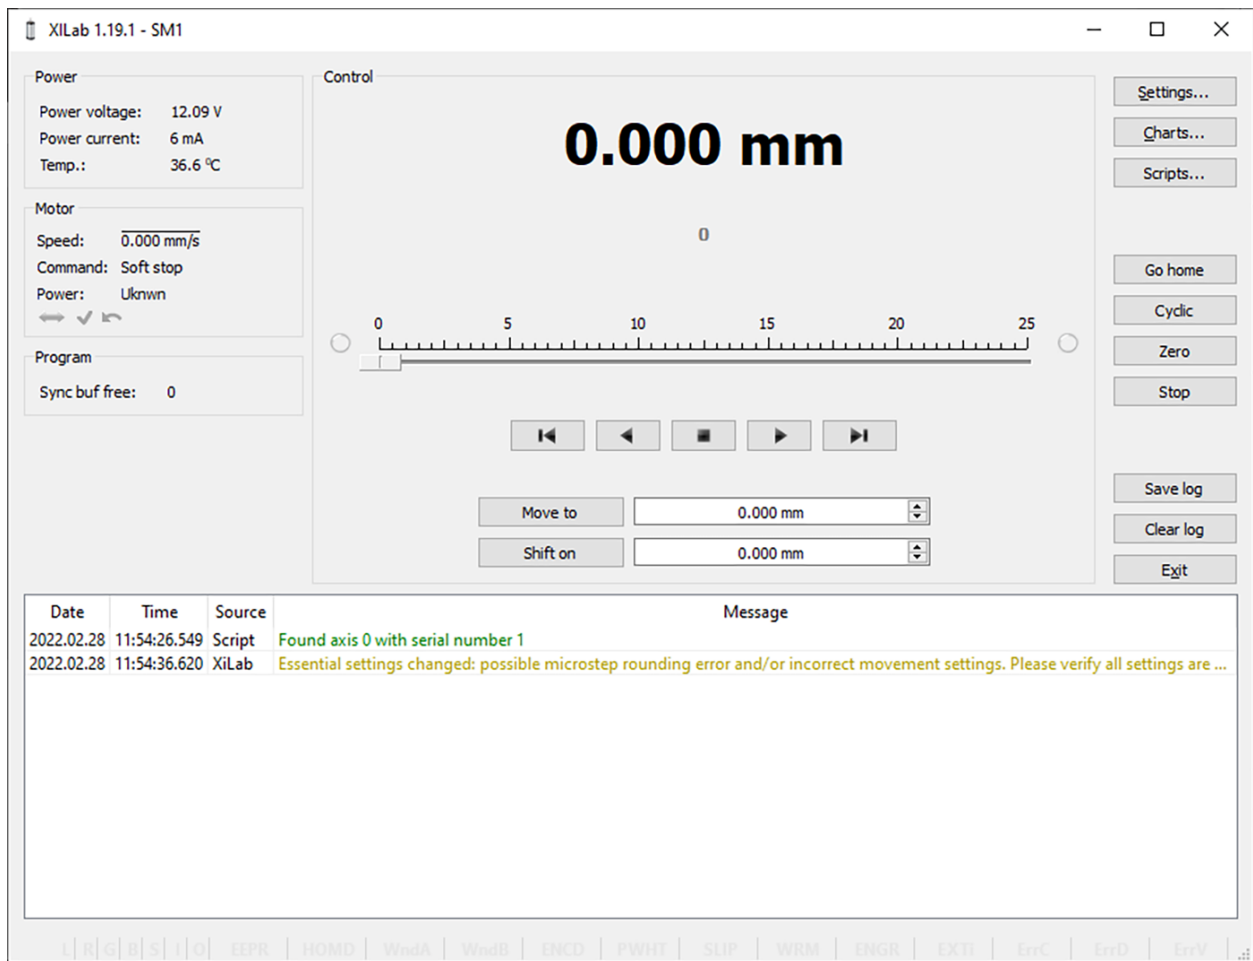 XILab 1.19.1 - SM1
Power
Power voltage: 12.09 V
Power current: 6 mA
Temp.: 36.6 ºC
Motor
Speed: 0.000 mm/s
Command: Soft stop
Power: Uknwn
Program
Sync buf free: 0
Control
0.000 mm
0
0 5 10 15 20 25
Move to 0.000 mm
Shift on 0.000 mm
Settings...
Charts...
Scripts...
Go home
Cyclic
Zero
Stop
Save log
Clear log
Exit
Date Time Source Message
2022.02.28 11:54:26.549 Script Found axis 0 with serial number 1
2022.02.28 11:54:36.620 XiLab Essential settings changed: possible microstep rounding error and/or incorrect movement settings. Please verify all settings are ...
L R G B S I O EEPR HOMD WndA WndB ENCD PWHT SLIP WRM ENGR EXTi ErrC ErrD ErrV